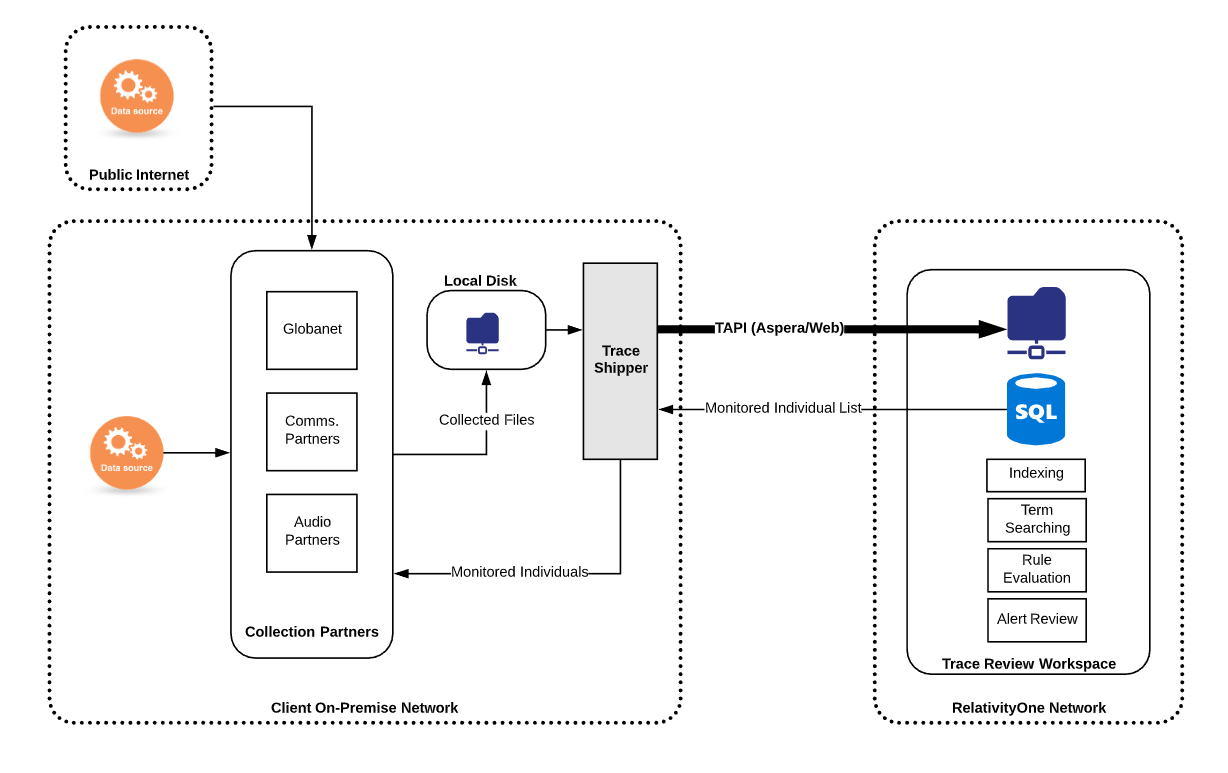 Data source
Public Internet
Local Disk
Globanet
Trace
Shipper
TAPI (Aspera/Web)
Comms.
Partners
Collected Files
Monitored Individual List
SQL
Data source
Indexing
Term
Searching
Audio
Partners
Rule
Evaluation
Monitored Individuals
Alert Review
Collection Partners
Trace Review Workspace
Client On-Premise Network
RelativityOne Network